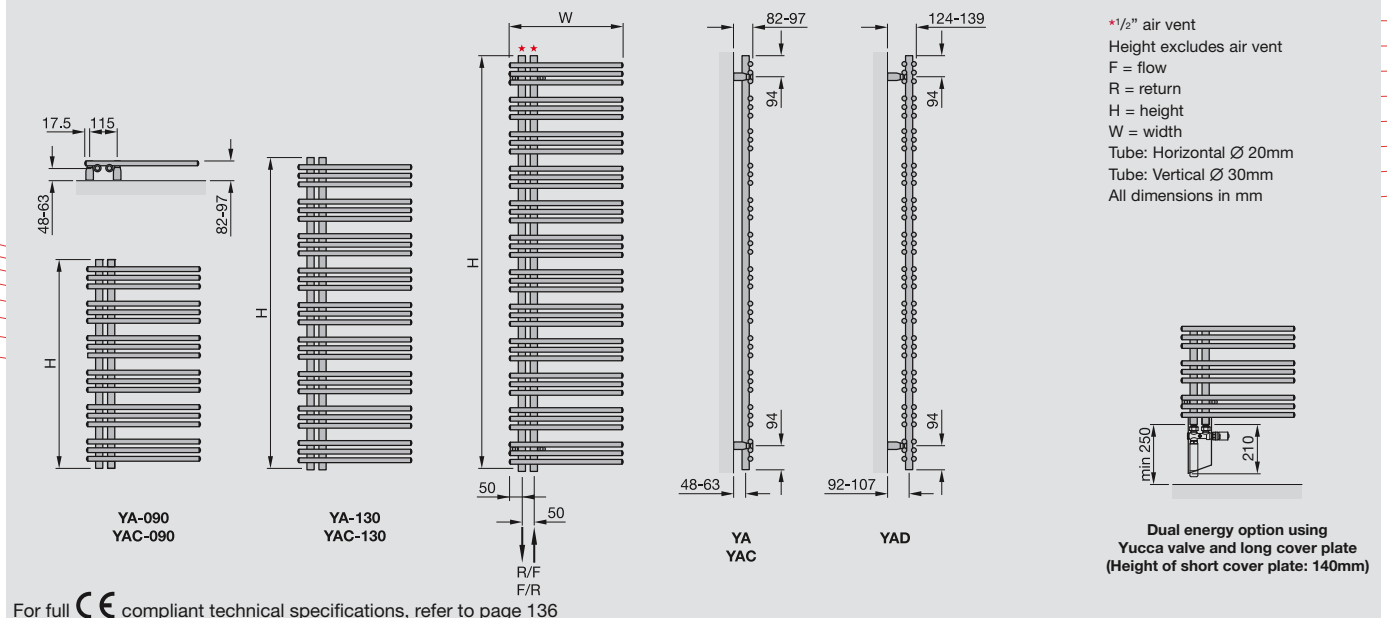 17.5
115
48-63
82-97
H
YA-090
YAC-090
H
YA-130
YAC-130
W
★ ★
H
50
50
R/F
F/R
82-97
94
94
48-63
YA
YAC
124-139
94
94
92-107
YAD
*1/2” air vent
Height excludes air vent
F = flow
R = return
H = height
W = width
Tube: Horizontal Ø 20mm
Tube: Vertical Ø 30mm
All dimensions in mm
min 250
210
Dual energy option using
Yucca valve and long cover plate
(Height of short cover plate: 140mm)
For full CE compliant technical specifications, refer to page 136